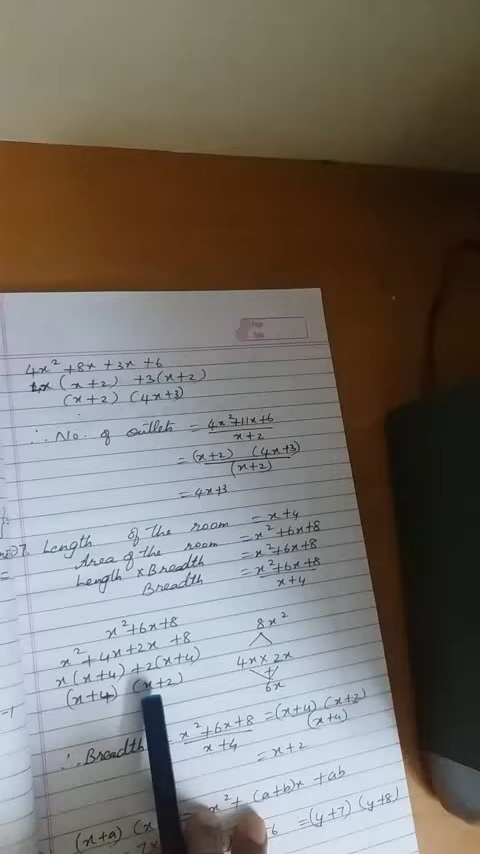 4x² + 8x + 3x + 6
4x (x+2) + 3(x+2)
(x+2) (4x+3)
∴ No. of outlets = 4x²+11x+6 / x+2
= (x+2) (4x+3) / (x+2)
= 4x+3
7. Length of the room = x+4
Area of the room = x²+6x+8
Length × Breadth = x²+6x+8
Breadth = x²+6x+8 / x+4
x²+6x+8
x² + 4x + 2x + 8
x(x+4) + 2(x+4)
(x+4) (x+2)
8x²
4x × 2x
+
6x
∴ Breadth = x²+6x+8 / x+4 = (x+4) (x+2) / (x+4)
= x+2
(x+a) (x = x² + (a+b)x + ab
6 = (y+7) (y+8)